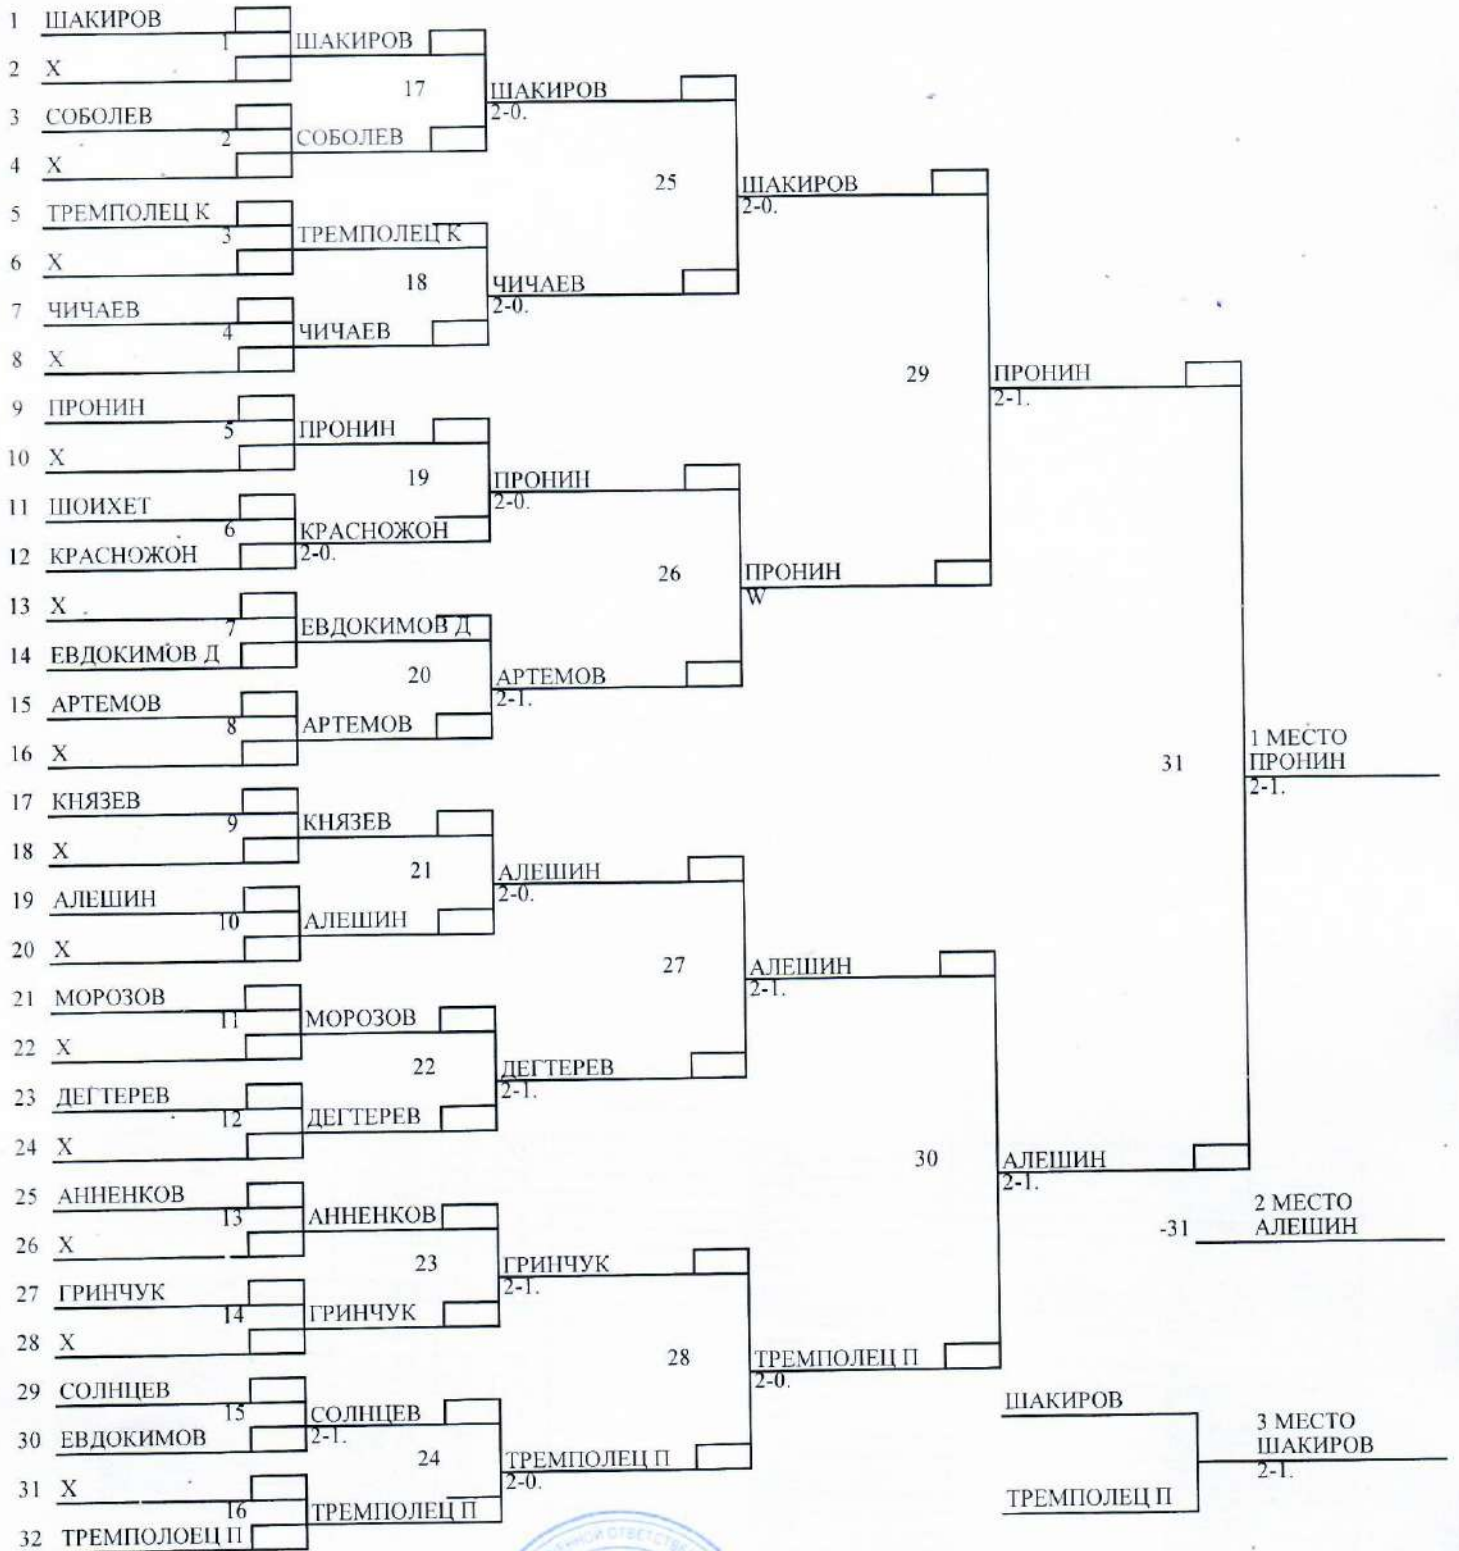 1 ШАКИРОВ
1 ШАКИРОВ
2 X
17 ШАКИРОВ
2-0.
3 СОБОЛЕВ
2 СОБОЛЕВ
4 X
25 ШАКИРОВ
2-0.
5 ТРЕМПОЛЕЦ К
3 ТРЕМПОЛЕЦ К
6 X
18 ЧИЧАЕВ
2-0.
7 ЧИЧАЕВ
4 ЧИЧАЕВ
8 X
29 ПРОНИН
2-1.
9 ПРОНИН
5 ПРОНИН
10 X
19 ПРОНИН
2-0.
11 ШОИХЕТ
6 КРАСНОЖОН
12 КРАСНОЖОН
2-0.
26 ПРОНИН
W
13 X
7 ЕВДОКИМОВ Д
14 ЕВДОКИМОВ Д
20 АРТЕМОВ
2-1.
15 АРТЕМОВ
8 АРТЕМОВ
16 X
31 1 МЕСТО
ПРОНИН
2-1.
17 КНЯЗЕВ
9 КНЯЗЕВ
18 X
21 АЛЕШИН
2-0.
19 АЛЕШИН
10 АЛЕШИН
20 X
27 АЛЕШИН
2-1.
21 МОРОЗОВ
11 МОРОЗОВ
22 X
22 ДЕГТЕРЕВ
2-1.
23 ДЕГТЕРЕВ
12 ДЕГТЕРЕВ
24 X
30 АЛЕШИН
2-1.
25 АННЕНКОВ
13 АННЕНКОВ
26 X
2 МЕСТО
-31 АЛЕШИН
23 ГРИНЧУК
2-1.
27 ГРИНЧУК
14 ГРИНЧУК
28 X
28 ТРЕМПОЛЕЦ П
2-0.
29 СОЛНЦЕВ
15 СОЛНЦЕВ
30 ЕВДОКИМОВ
2-1.
24 ТРЕМПОЛЕЦ П
2-0.
31 X
16 ТРЕМПОЛЕЦ П
32 ТРЕМПОЛОЕЦ П
ШАКИРОВ
3 МЕСТО
ШАКИРОВ
2-1.
ТРЕМПОЛЕЦ П